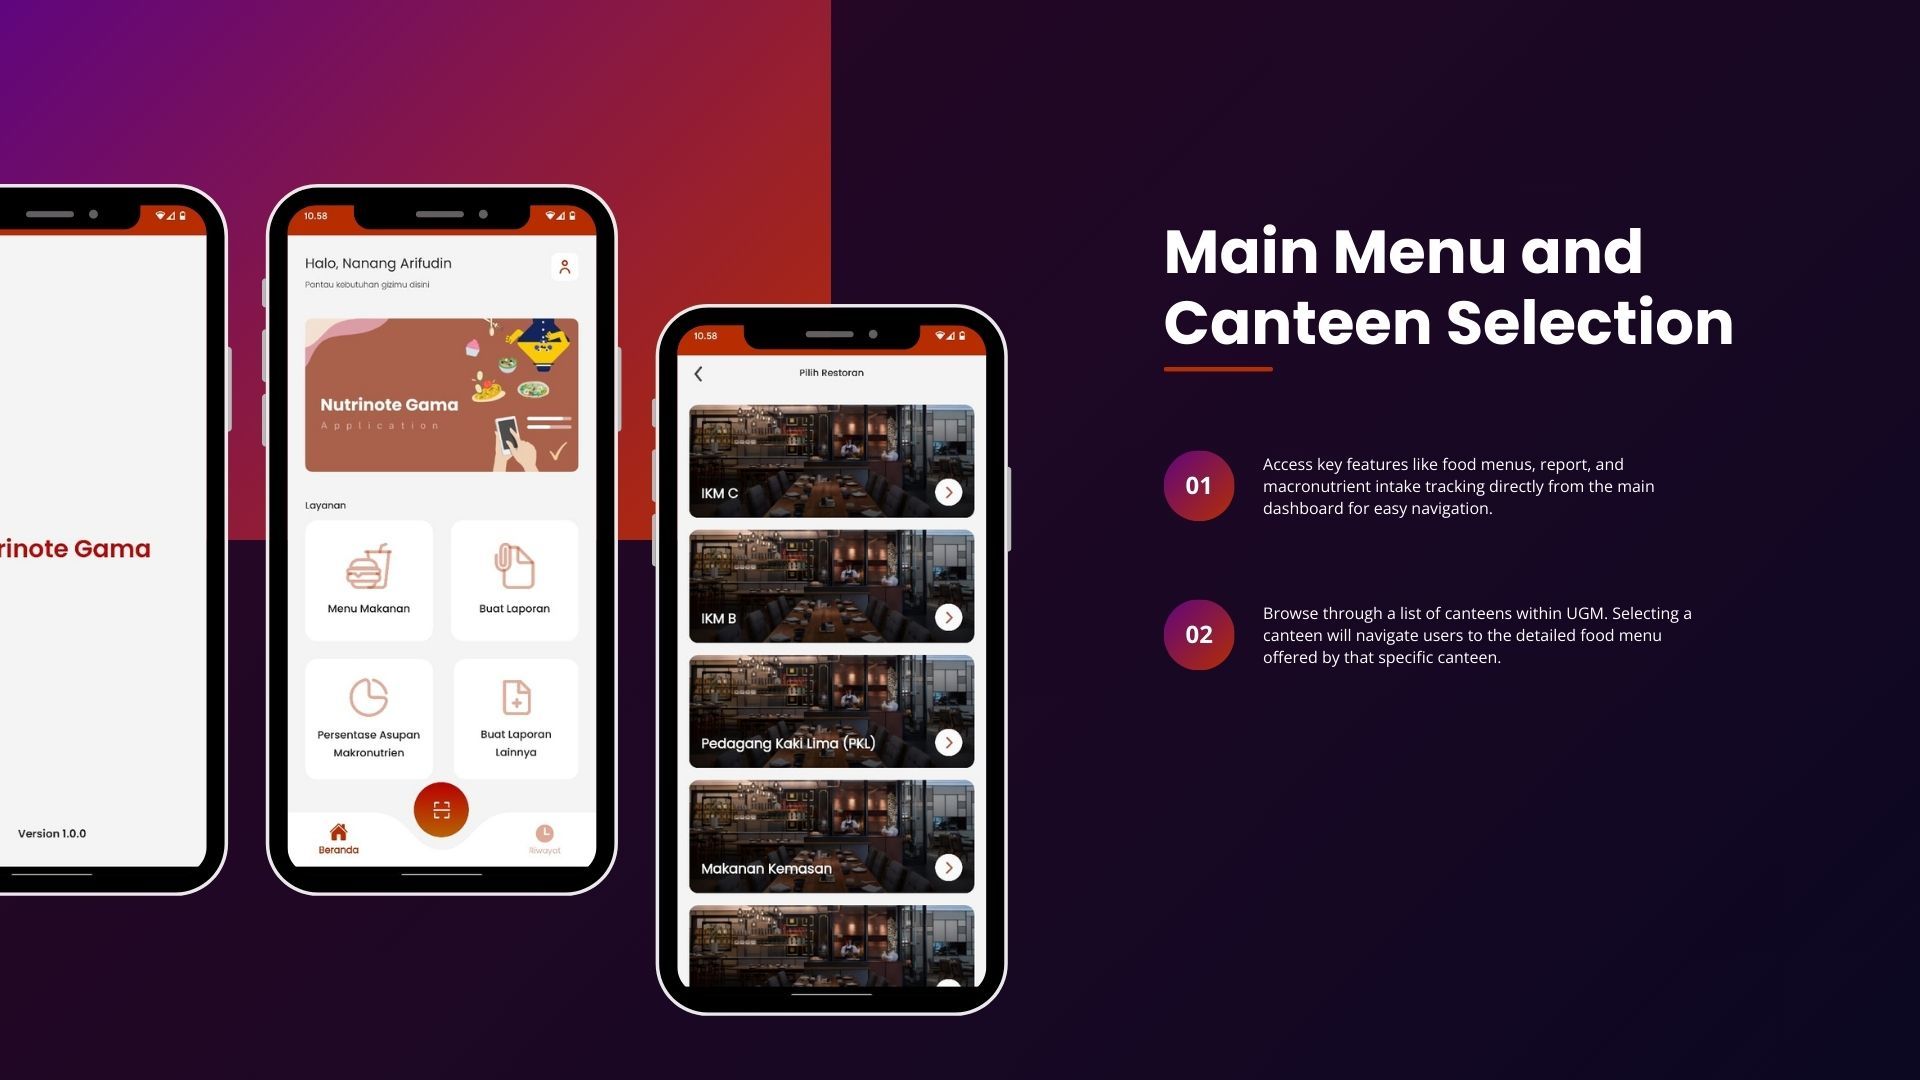 rinote Gama
Version 1.0.0
10.58
Halo, Nanang Arifudin
Pantau kebutuhan gizimu disini
Nutrinote Gama
Application
Layanan
Menu Makanan
Buat Laporan
Persentase Asupan
Makronutrien
Buat Laporan
Lainnya
Beranda
Riwayat
10.58
Pilih Restoran
IKM C
IKM B
Pedagang Kaki Lima (PKL)
Makanan Kemasan
Main Menu and
Canteen Selection
01
Access key features like food menus, report, and
macronutrient intake tracking directly from the main
dashboard for easy navigation.
02
Browse through a list of canteens within UGM. Selecting a
canteen will navigate users to the detailed food menu
offered by that specific canteen.